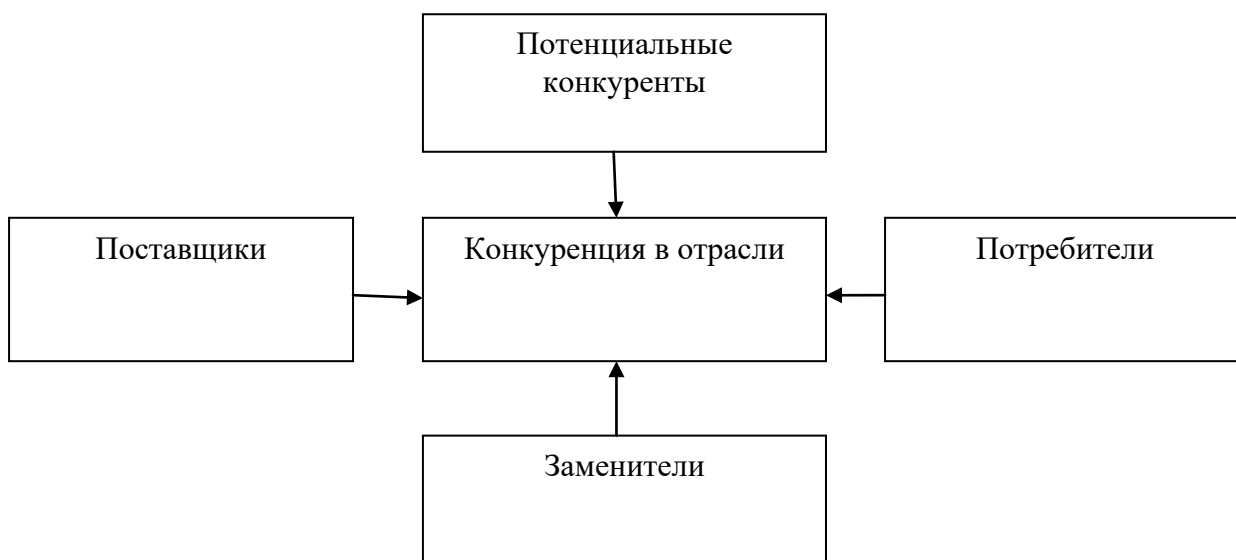 Потенциальные
конкуренты
Поставщики
Конкуренция в отрасли
Потребители
Заменители